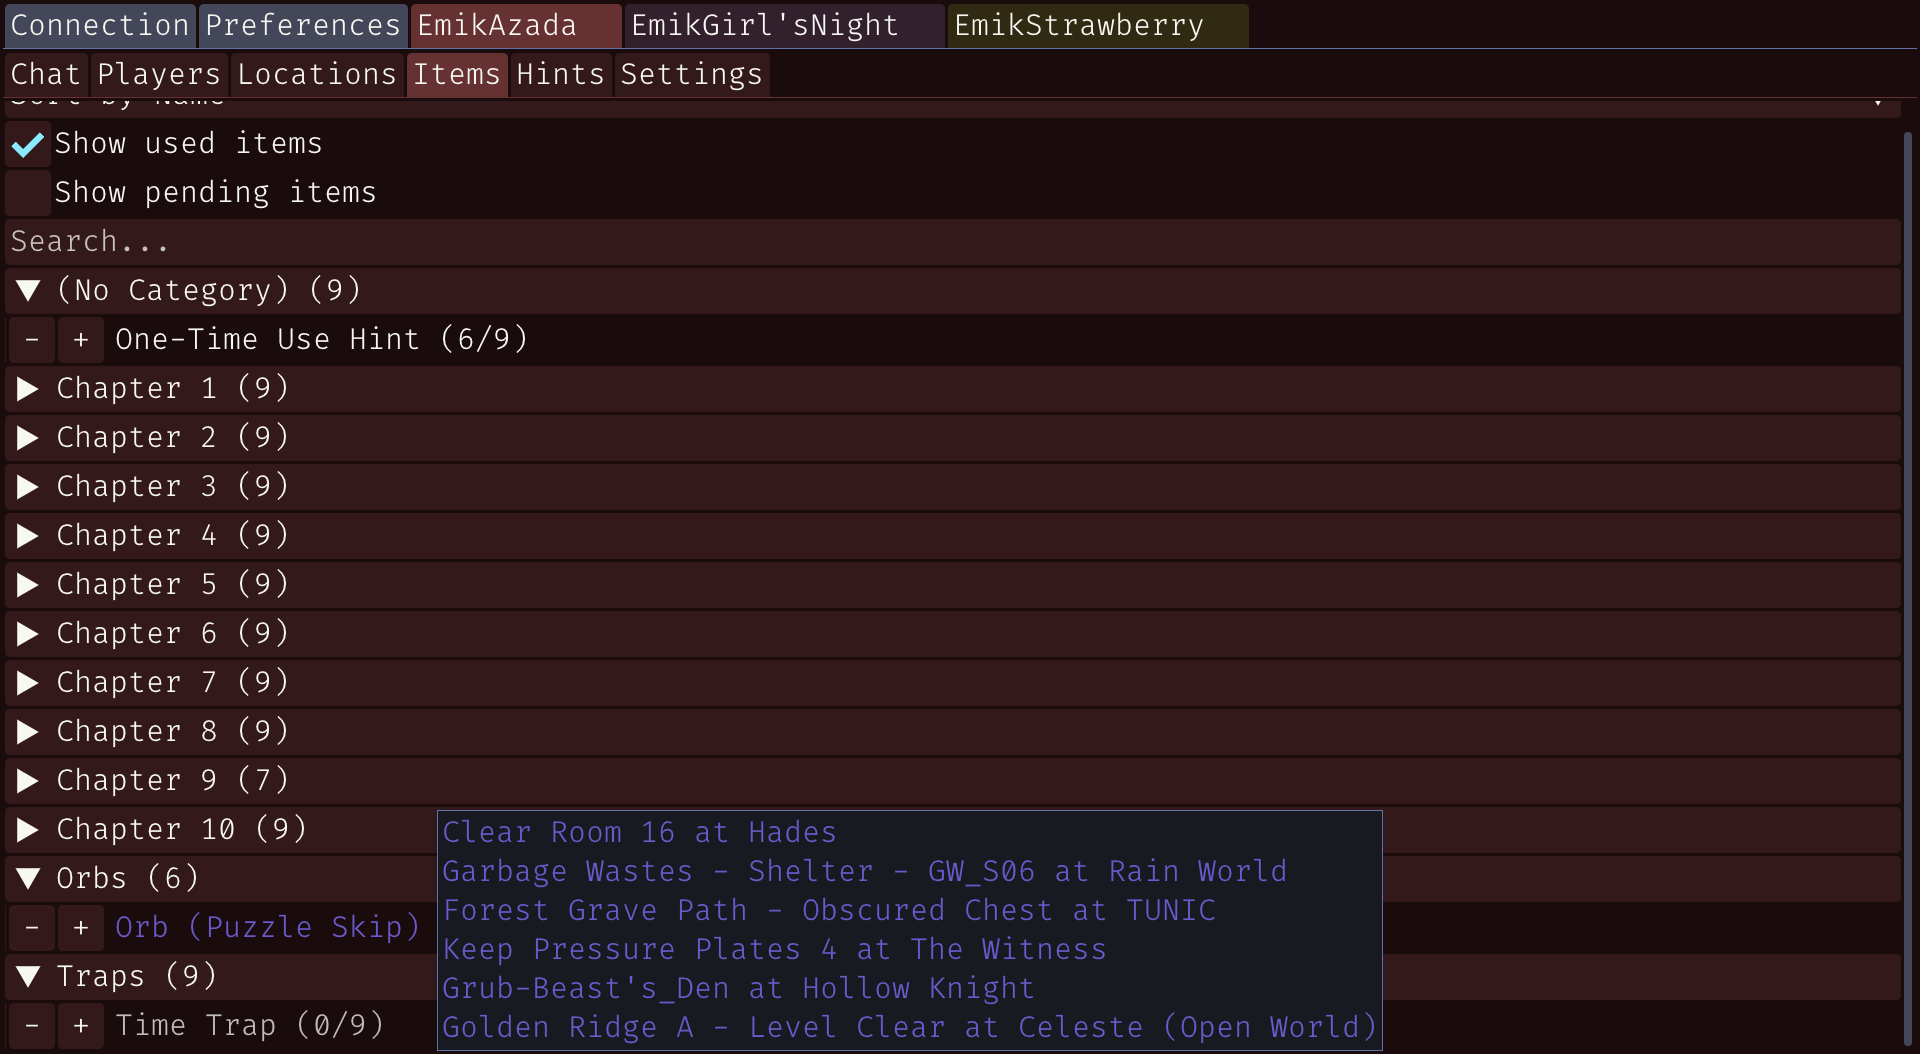 Connection Preferences EmikAzada EmikGirl'sNight EmikStrawberry
Chat Players Locations Items Hints Settings
Sort by Name
Show used items
Show pending items
Search...
(No Category) (9)
- + One-Time Use Hint (6/9)
Chapter 1 (9)
Chapter 2 (9)
Chapter 3 (9)
Chapter 4 (9)
Chapter 5 (9)
Chapter 6 (9)
Chapter 7 (9)
Chapter 8 (9)
Chapter 9 (7)
Chapter 10 (9)
Orbs (6)
- + Orb (Puzzle Skip)
Traps (9)
- + Time Trap (0/9)
Clear Room 16 at Hades
Garbage Wastes - Shelter - GW_S06 at Rain World
Forest Grave Path - Obscured Chest at TUNIC
Keep Pressure Plates 4 at The Witness
Grub-Beast's_Den at Hollow Knight
Golden Ridge A - Level Clear at Celeste (Open World)